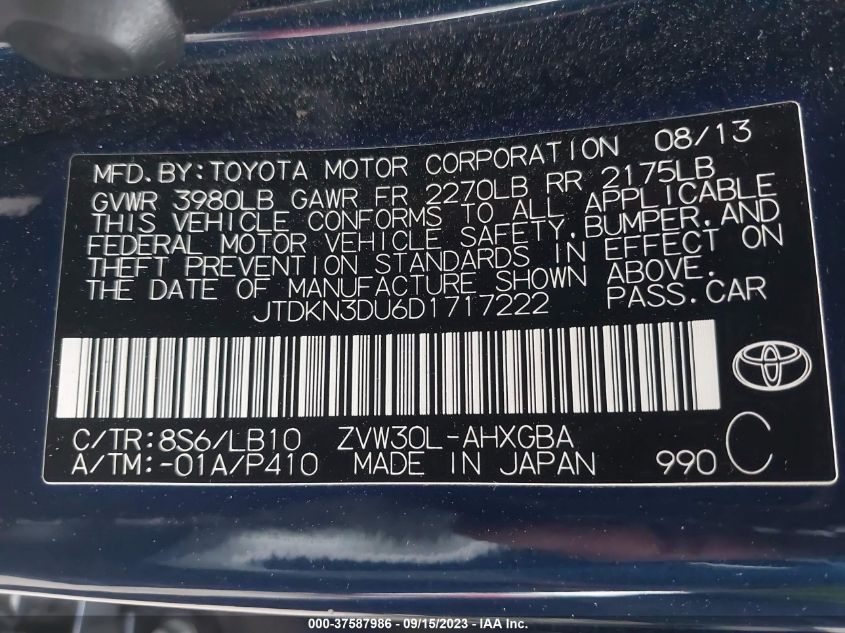 MFD. BY: TOYOTA MOTOR CORPORATION 08/13
GVWR 3980LB GAWR FR 2270LB RR 2175LB
THIS VEHICLE CONFORMS TO ALL APPLICABLE
FEDERAL MOTOR VEHICLE SAFETY, BUMPER, AND
THEFT PREVENTION STANDARDS IN EFFECT ON
THE DATE OF MANUFACTURE SHOWN ABOVE.
JTDKN3DU6D1717222 PASS. CAR
C/TR: 8S6/LB10 ZVW30L-AHXGBA
A/TM: -01A/P410 MADE IN JAPAN 990 C
000-37587986 - 09/15/2023 - © IAA Inc.